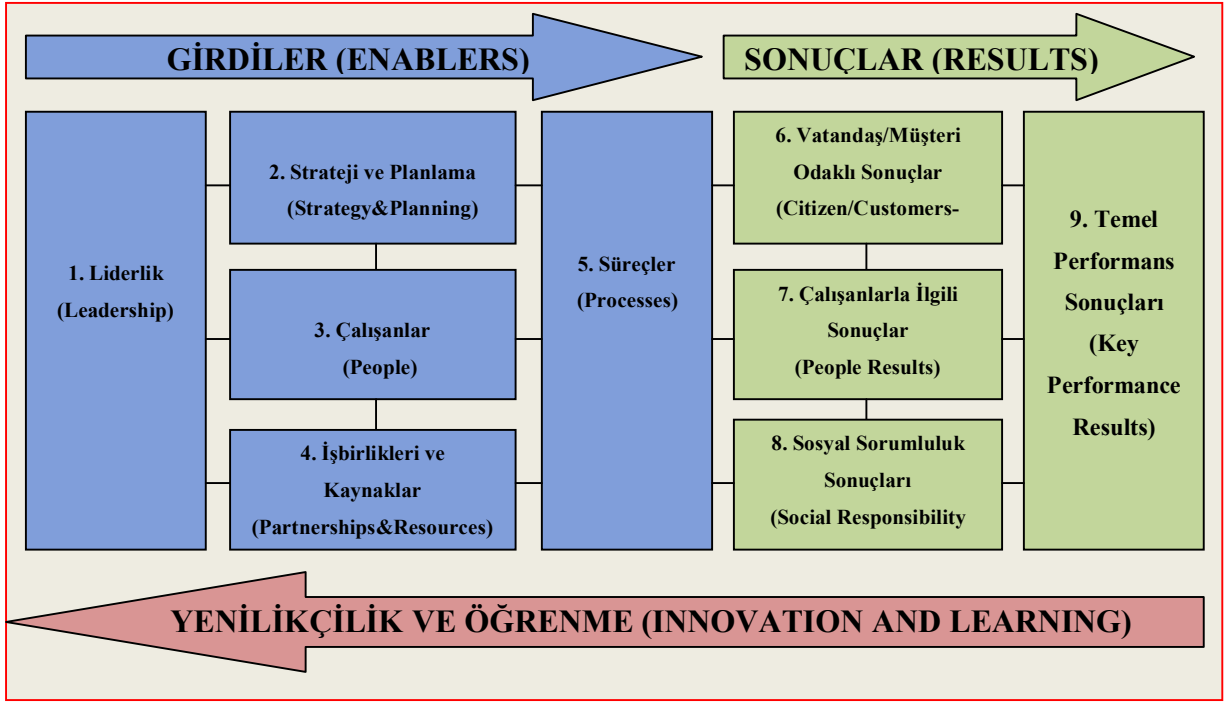 GİRDİLER (ENABLERS)
SONUÇLAR (RESULTS)
1. Liderlik
(Leadership)
2. Strateji ve Planlama
(Strategy&Planning)
3. Çalışanlar
(People)
4. İşbirlikleri ve
Kaynaklar
(Partnerships&Resources)
5. Süreçler
(Processes)
6. Vatandaş/Müşteri
Odaklı Sonuçlar
(Citizen/Customers-
7. Çalışanlarla İlgili
Sonuçlar
(People Results)
8. Sosyal Sorumluluk
Sonuçları
(Social Responsibility
9. Temel
Performans
Sonuçları
(Key
Performance
Results)
YENİLİKÇİLİK VE ÖĞRENME (INNOVATION AND LEARNING)